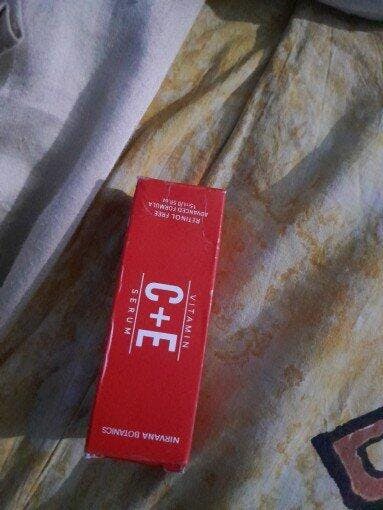 NIRVANA BOTANICS
VITAMIN
C+E
SERUM
RETINOL FREE
ADVANCED FORMULA